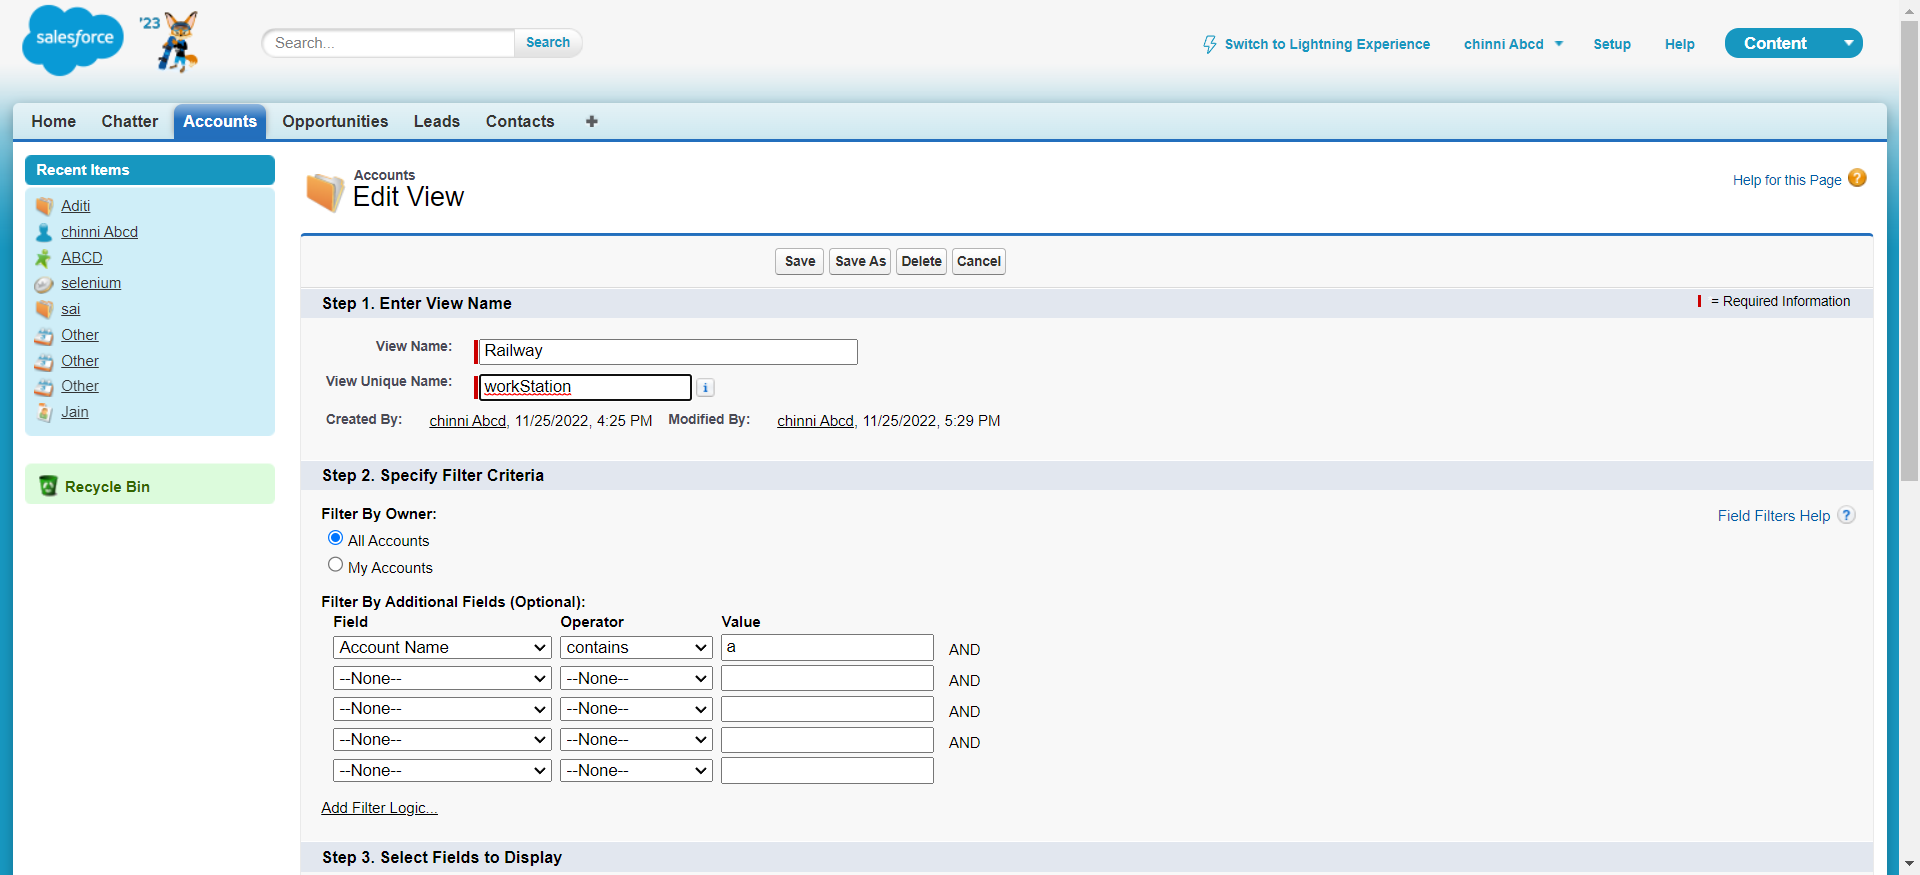 salesforce
'23
Search...
Search
Switch to Lightning Experience
chinni Abcd
Setup
Help
Content
Home
Chatter
Accounts
Opportunities
Leads
Contacts
+
Recent Items
Aditi
chinni Abcd
ABCD
selenium
sai
Other
Other
Other
Jain
Recycle Bin
Accounts
Edit View
Help for this Page ?
Save
Save As
Delete
Cancel
Step 1. Enter View Name
= Required Information
View Name:
Railway
View Unique Name:
workStation
i
Created By:
chinni Abcd, 11/25/2022, 4:25 PM
Modified By:
chinni Abcd, 11/25/2022, 5:29 PM
Step 2. Specify Filter Criteria
Filter By Owner:
Field Filters Help ?
All Accounts
My Accounts
Filter By Additional Fields (Optional):
Field Operator Value
Account Name contains a AND
--None-- --None-- AND
--None-- --None-- AND
--None-- --None-- AND
--None-- --None--
Add Filter Logic...
Step 3. Select Fields to Display